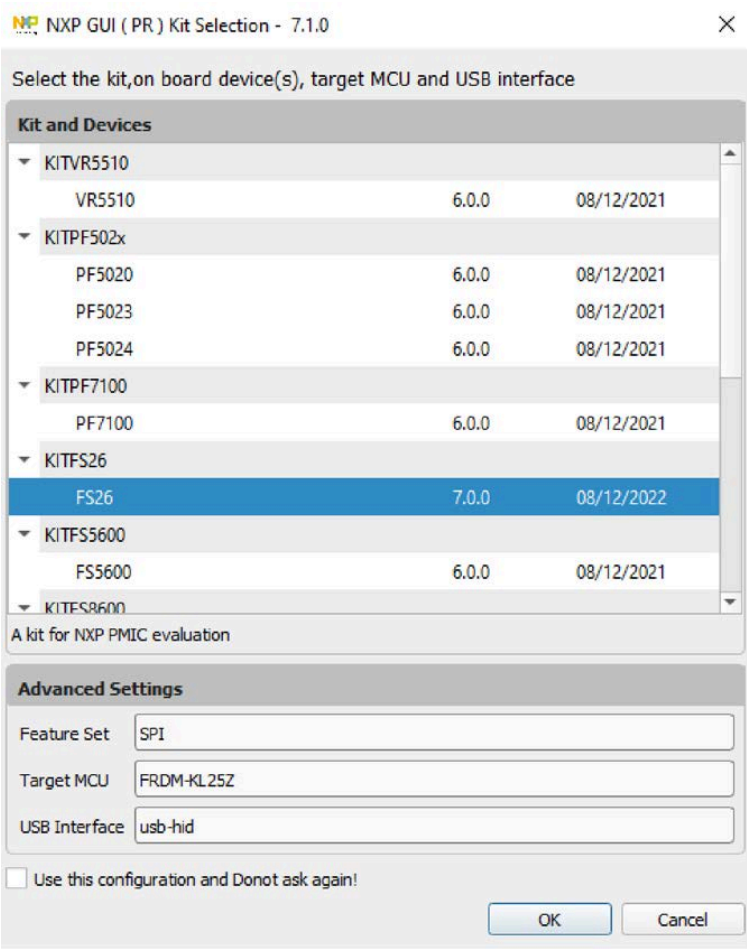 NXP GUI ( PR ) Kit Selection - 7.1.0
Select the kit,on board device(s), target MCU and USB interface
Kit and Devices
KITVR5510
VR5510 6.0.0 08/12/2021
KITPF502x
PF5020 6.0.0 08/12/2021
PF5023 6.0.0 08/12/2021
PF5024 6.0.0 08/12/2021
KITPF7100
PF7100 6.0.0 08/12/2021
KITFS26
FS26 7.0.0 08/12/2022
KITFS5600
FS5600 6.0.0 08/12/2021
KITFS8600
A kit for NXP PMIC evaluation
Advanced Settings
Feature Set SPI
Target MCU FRDM-KL25Z
USB Interface usb-hid
Use this configuration and Donot ask again!
OK Cancel